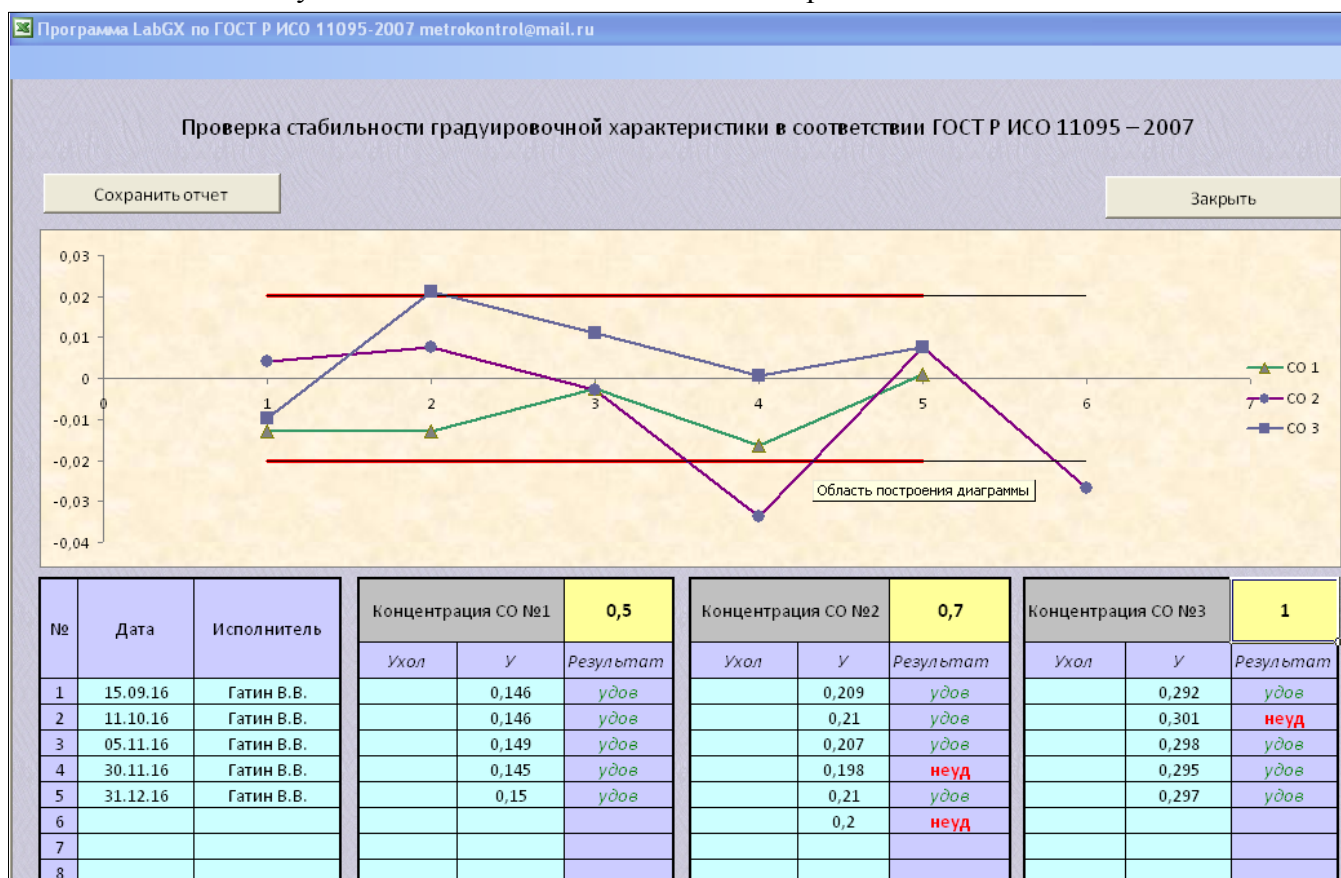 Программа LabGX по ГОСТ Р ИСО 11095-2007 metrokontrol@mail.ru
Проверка стабильности градуировочной характеристики в соответствии ГОСТ Р ИСО 11095 – 2007
Сохранить отчет Закрыть
0,03
0,02
0,01
0
-0,01
-0,02
-0,03
-0,04
0 1 2 3 4 5 6 7
СО 1
СО 2
СО 3
Область построения диаграммы
№ Дата Исполнитель Концентрация СО №1 0,5 Концентрация СО №2 0,7 Концентрация СО №3 1
Yхол У Результат Yхол У Результат Yхол У Результат
1 15.09.16 Гатин В.В. 0,146 удов 0,209 удов 0,292 удов
2 11.10.16 Гатин В.В. 0,146 удов 0,21 удов 0,301 неуд
3 05.11.16 Гатин В.В. 0,149 удов 0,207 удов 0,298 удов
4 30.11.16 Гатин В.В. 0,145 удов 0,198 неуд 0,295 удов
5 31.12.16 Гатин В.В. 0,15 удов 0,21 удов 0,297 удов
6 0,2 неуд
7
8